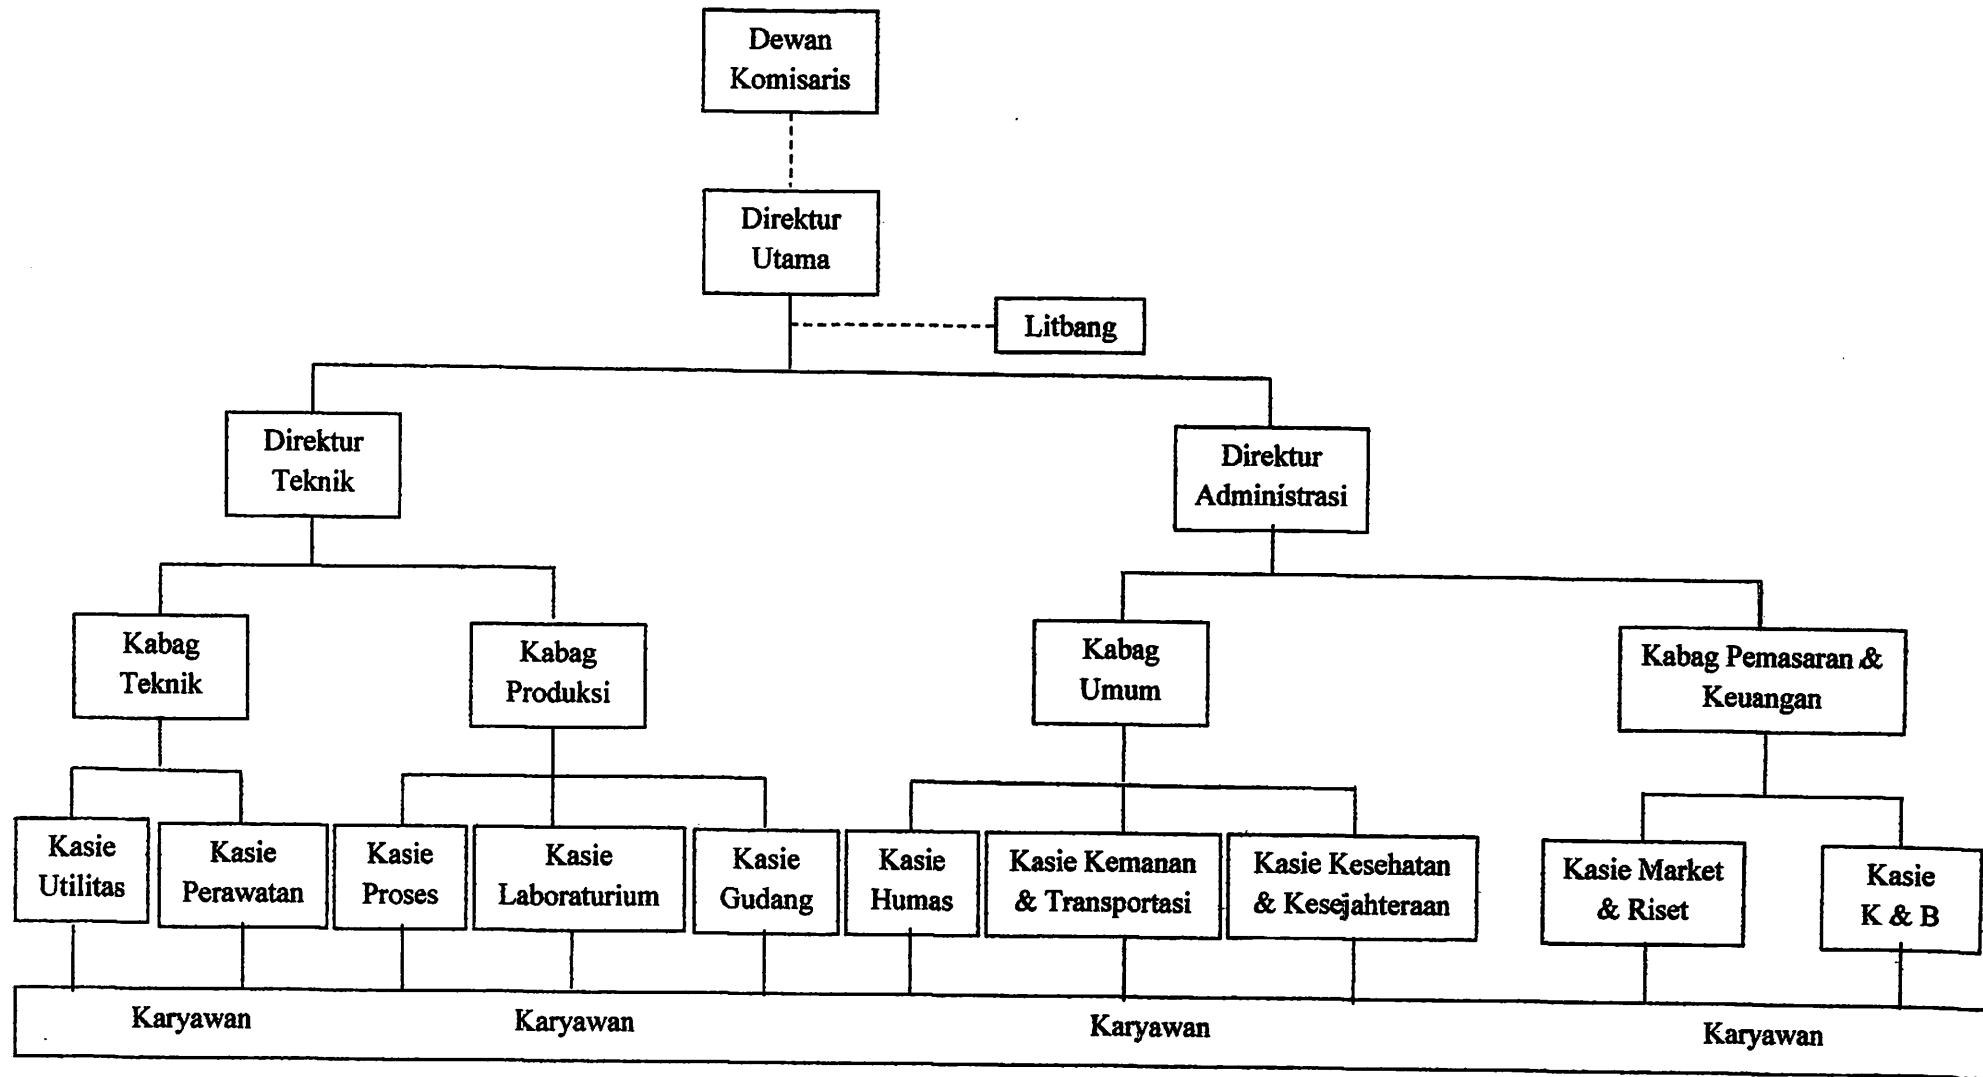 Dewan
Komisaris
Direktur
Utama
Litbang
Direktur
Teknik
Direktur
Administrasi
Kabag
Teknik
Kabag
Produksi
Kabag
Umum
Kabag Pemasaran &
Keuangan
Kasie
Utilitas
Kasie
Perawatan
Kasie
Proses
Kasie
Laboraturium
Kasie
Gudang
Kasie
Humas
Kasie Kemanan
& Transportasi
Kasie Kesehatan
& Kesejahteraan
Kasie Market
& Riset
Kasie
K & B
Karyawan
Karyawan
Karyawan
Karyawan